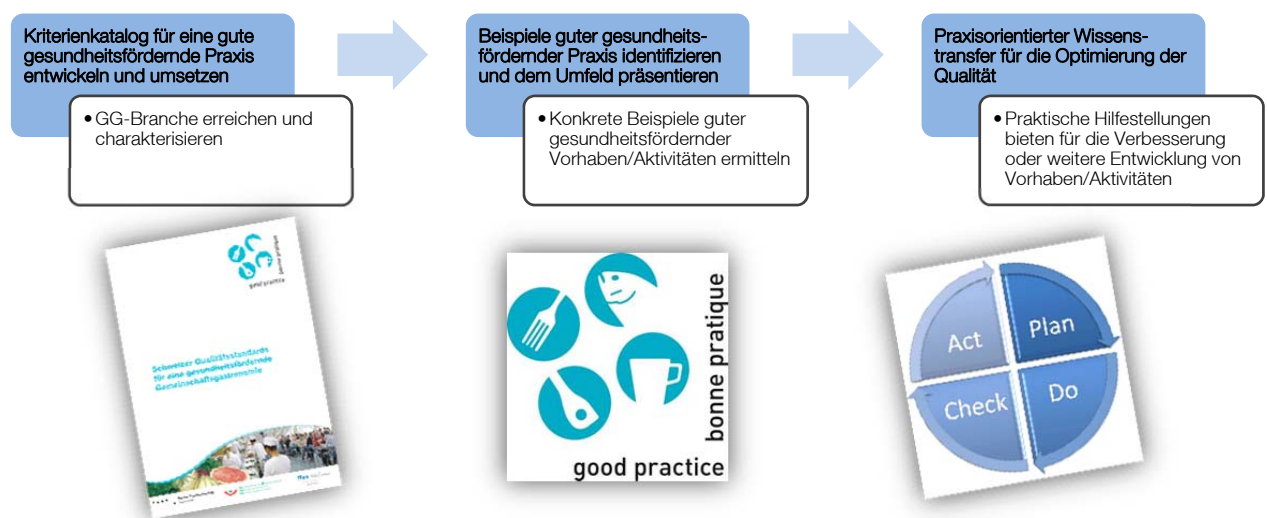 Kriterienkatalog für eine gute
gesundheitsfördernde Praxis
entwickeln und umsetzen
• GG-Branche erreichen und
charakterisieren
Beispiele guter gesundheits-
fördernder Praxis identifizieren
und dem Umfeld präsentieren
• Konkrete Beispiele guter
gesundheitsfördernder
Vorhaben/Aktivitäten ermitteln
Praxisorientierter Wissens-
transfer für die Optimierung der
Qualität
• Praktische Hilfestellungen
bieten für die Verbesserung
oder weitere Entwicklung von
Vorhaben/Aktivitäten
bonne pratique
good practice
Schweizer Qualitätsstandards
für eine gesundheitsfördernde
Gemeinschaftsgastronomie
bonne pratique
good practice
Act
Plan
Check
Do